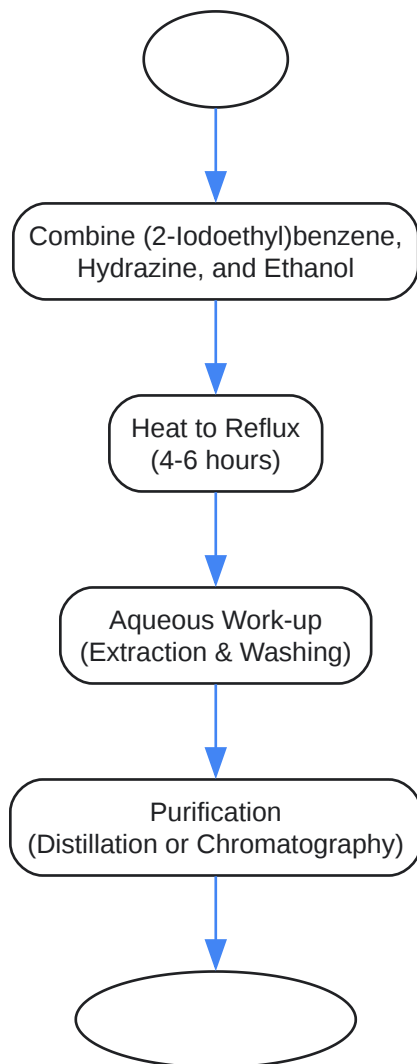 Combine (2-Iodoethyl)benzene,
Hydrazine, and Ethanol
Heat to Reflux
(4-6 hours)
Aqueous Work-up
(Extraction & Washing)
Purification
(Distillation or Chromatography)